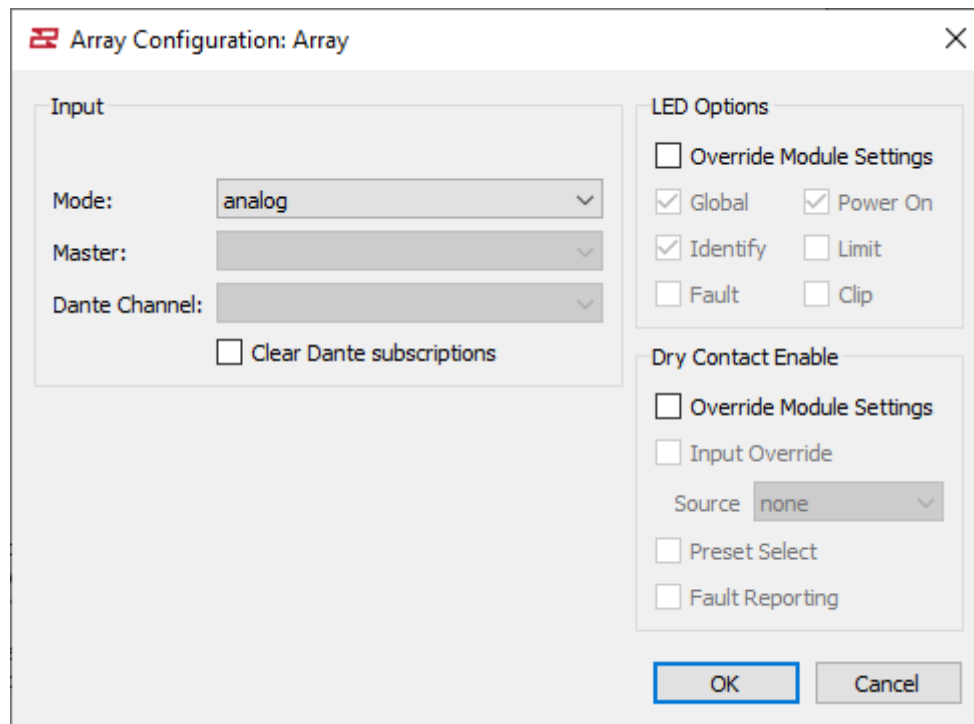 Array Configuration: Array
Input
Mode: analog
Master:
Dante Channel:
Clear Dante subscriptions
LED Options
Override Module Settings
Global Power On
Identify Limit
Fault Clip
Dry Contact Enable
Override Module Settings
Input Override
Source none
Preset Select
Fault Reporting
OK Cancel